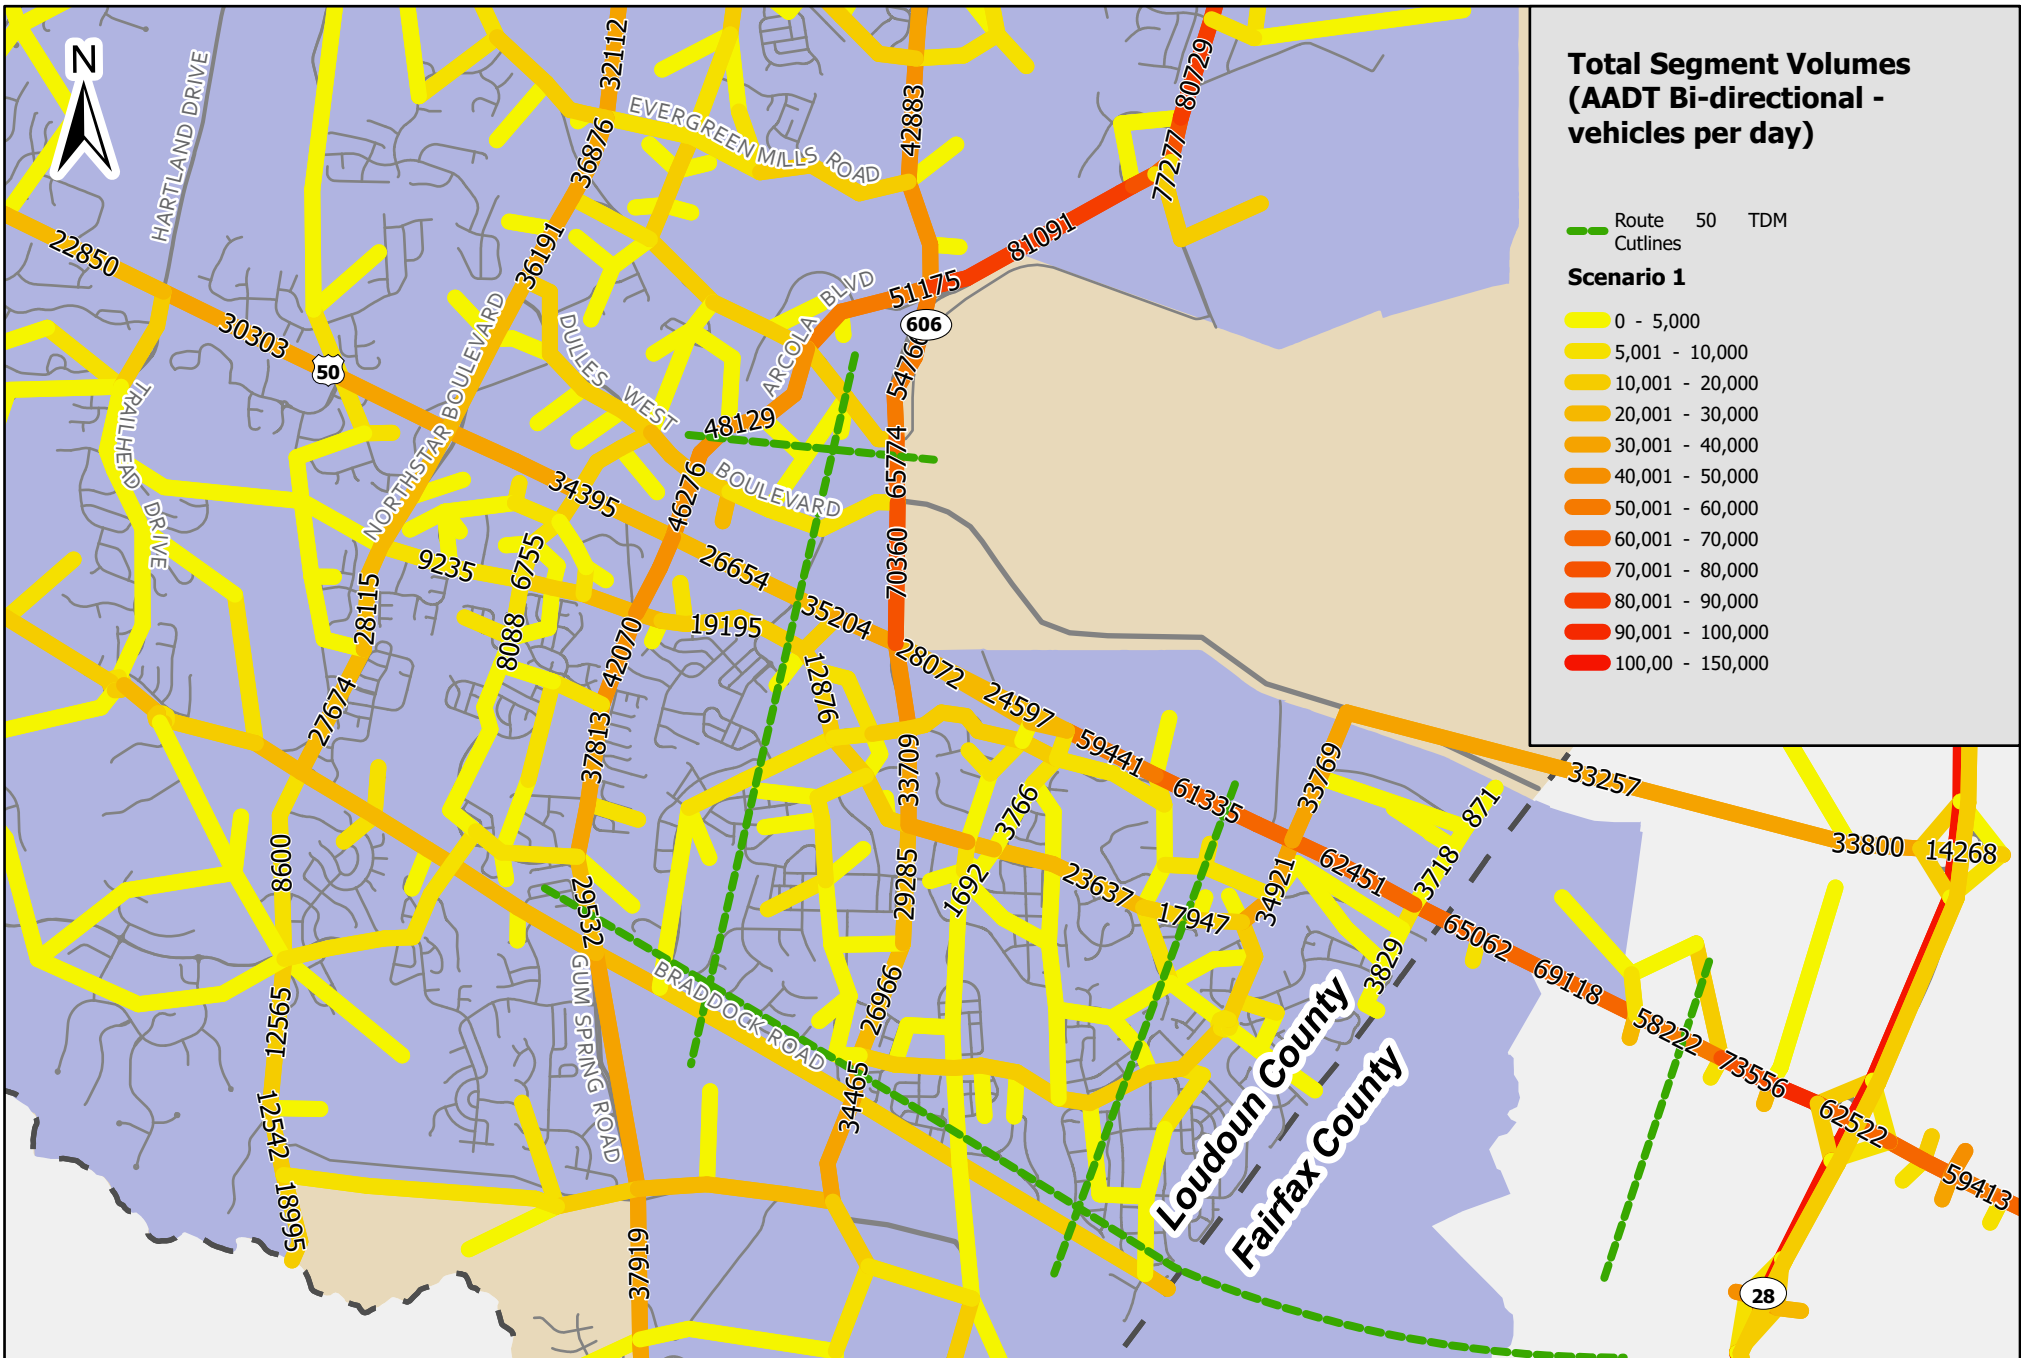 N
Total Segment Volumes
(AADT Bi-directional -
vehicles per day)
Route 50 TDM
Cutlines
Scenario 1
0 - 5,000
5,001 - 10,000
10,001 - 20,000
20,001 - 30,000
30,001 - 40,000
40,001 - 50,000
50,001 - 60,000
60,001 - 70,000
70,001 - 80,000
80,001 - 90,000
90,001 - 100,000
100,00 - 150,000
HARTLAND DRIVE
32112
EVERGREEN MILLS ROAD
42883
80729
77277
36876
36191
22850
30303
50
81091
51175
606
54766
ARCOLA BLVD
NORTHSTAR BOULEVARD
DULLES WEST BOULEVARD
48129
65774
46276
34395
TRAILHEAD DRIVE
26654
70360
35204
9235
6755
28115
19195
8088
42070
28072
12876
24597
27674
37813
33709
59441
61335
33769
33257
871
3766
33800
14268
8060
29285
1692
23637
17947
34921
62451
3718
65062
29532
3829
69118
GUM SPRING ROAD
BRADDOCK ROAD
26966
12565
58222
73556
34465
62522
12542
59413
18995
37919
Loudoun County
Fairfax County
28